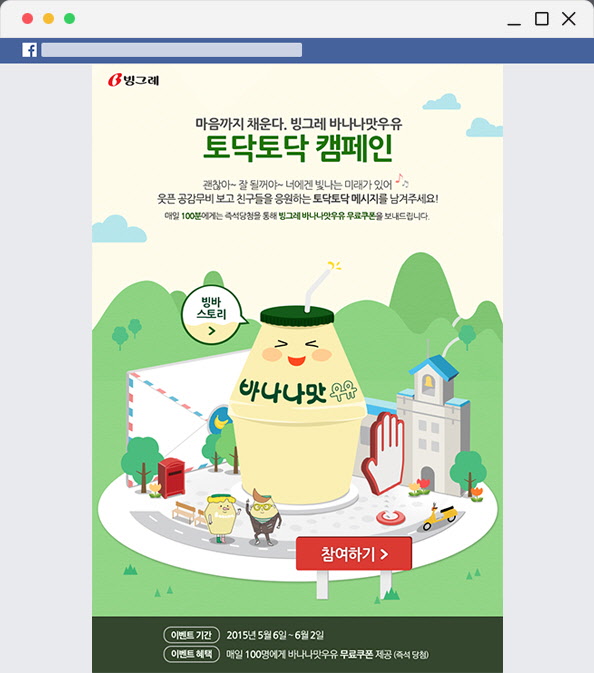 빙그레
마음까지 채운다. 빙그레 바나나맛우유
토닥토닥 캠페인
괜찮아~ 잘 될꺼야~ 너에겐 빛나는 미래가 있어
웃픈 공감무비 보고 친구들을 응원하는 토닥토닥 메시지를 남겨주세요!
매일 100분에게는 즉석당첨을 통해 빙그레 바나나맛우유 무료쿠폰을 보내드립니다.
빙바
스토리
바나나맛 우유
참여하기
이벤트 기간 2015년 5월 6일 ~ 6월 2일
이벤트 혜택 매일 100명에게 바나나맛우유 무료쿠폰 제공 (즉석 당첨)